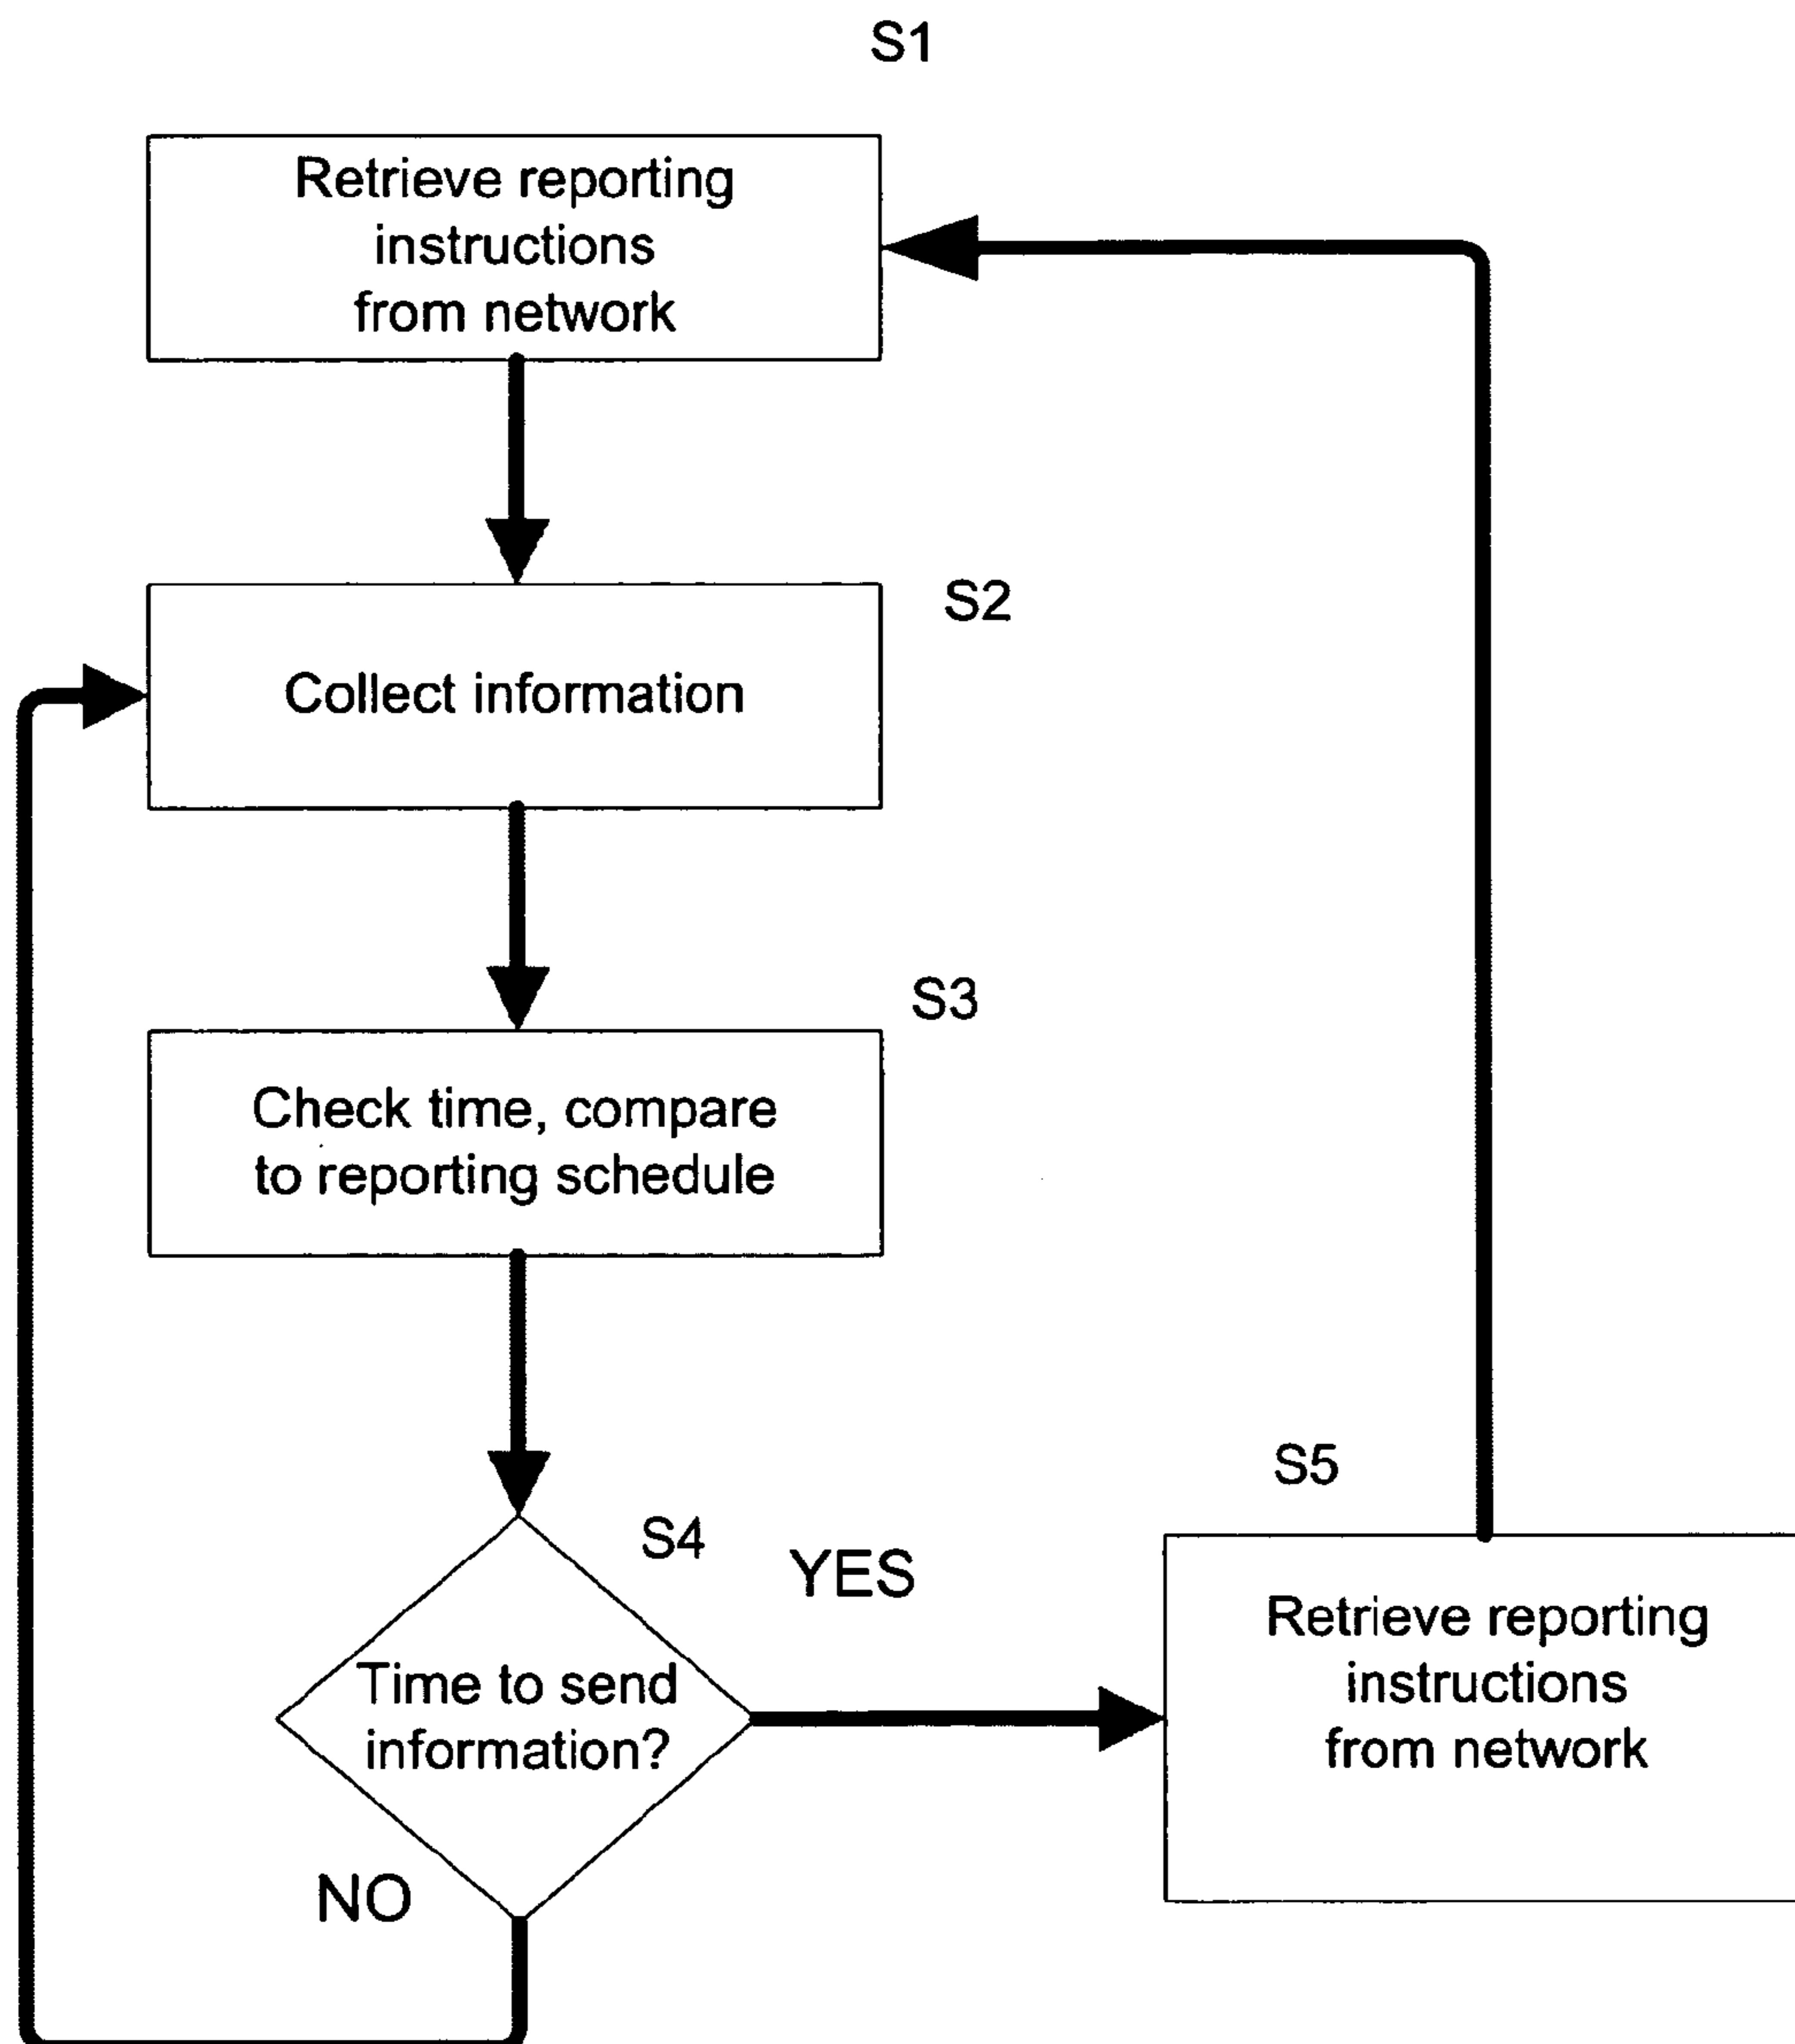 S1
Retrieve reporting
instructions
from network
S2
Collect information
S3
Check time, compare
to reporting schedule
S4
YES
Time to send
information?
NO
S5
Retrieve reporting
instructions
from network